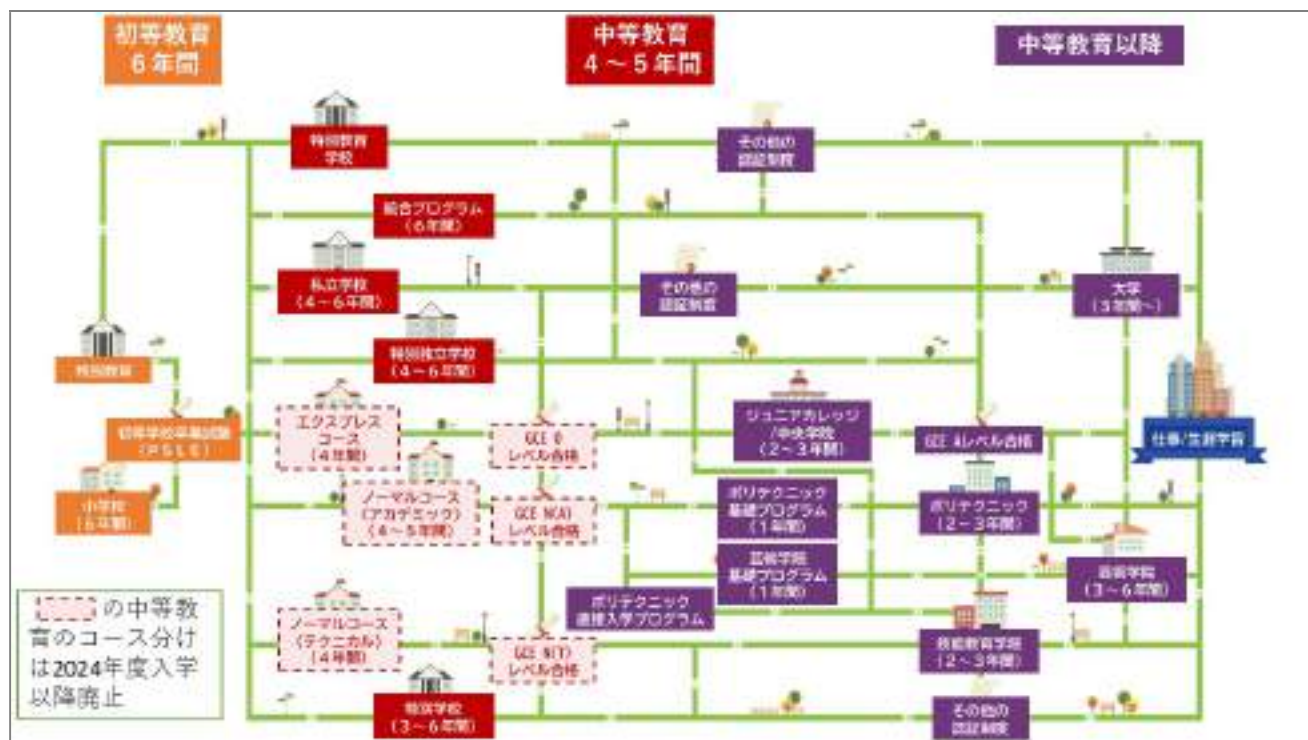 初等教育
6年間
中等教育
4～5年間
中等教育以降
特別教育
学校
その他の
認証制度
統合プログラム
(6年間)
私立学校
(4～6年間)
その他の
認証制度
大学
(3年間～)
特別教育
特別独立学校
(4～6年間)
初等学校卒業試験
(PSLE)
エクスプレス
コース
(4年間)
GCE O
レベル合格
ジュニアカレッジ
/中央学院
(2～3年間)
GCE Aレベル合格
仕事/生涯学習
小学校
(6年間)
ノーマルコース
(アカデミック)
(4～5年間)
GCE N(A)
レベル合格
ポリテクニック
基礎プログラム
(1年間)
ポリテクニック
(2～3年間)
芸術学院
基礎プログラム
(1年間)
芸術学院
(3～6年間)
ポリテクニック
直接入学プログラム
ノーマルコース
(テクニカル)
(4年間)
GCE N(T)
レベル合格
技能教育学院
(2～3年間)
特別学校
(3～6年間)
その他の
認証制度
の中等教
育のコース分け
は2024年度入学
以降廃止